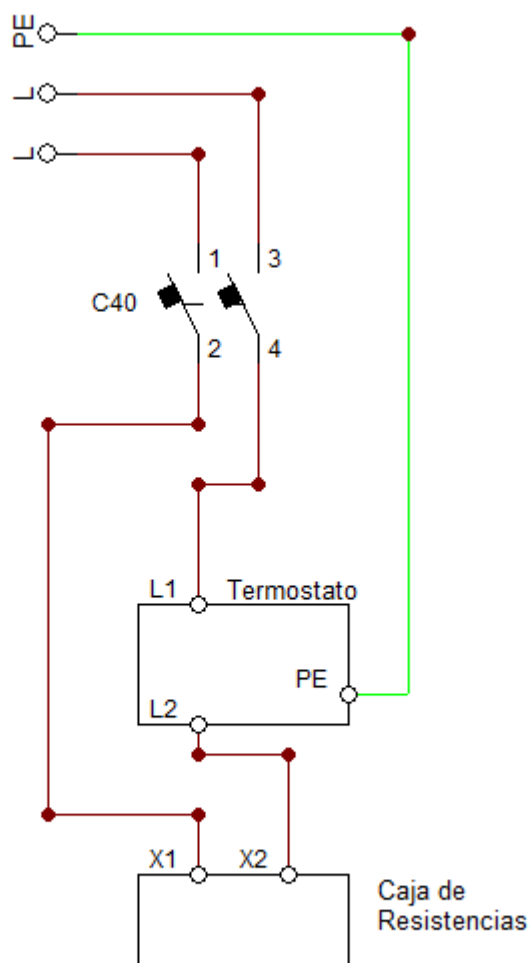 PE
L
L
1 3
C40
2 4
L1 Termostato
PE
L2
X1 X2
Caja de
Resistencias